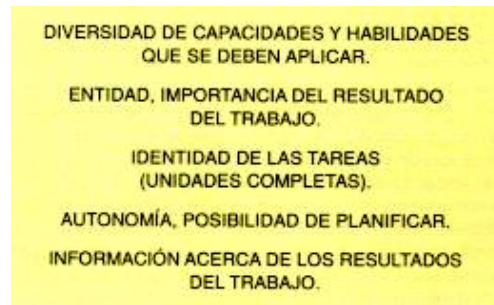 DIVERSIDAD DE CAPACIDADES Y HABILIDADES
QUE SE DEBEN APLICAR.
ENTIDAD, IMPORTANCIA DEL RESULTADO
DEL TRABAJO.
IDENTIDAD DE LAS TAREAS
(UNIDADES COMPLETAS).
AUTONOMÍA, POSIBILIDAD DE PLANIFICAR.
INFORMACIÓN ACERCA DE LOS RESULTADOS
DEL TRABAJO.